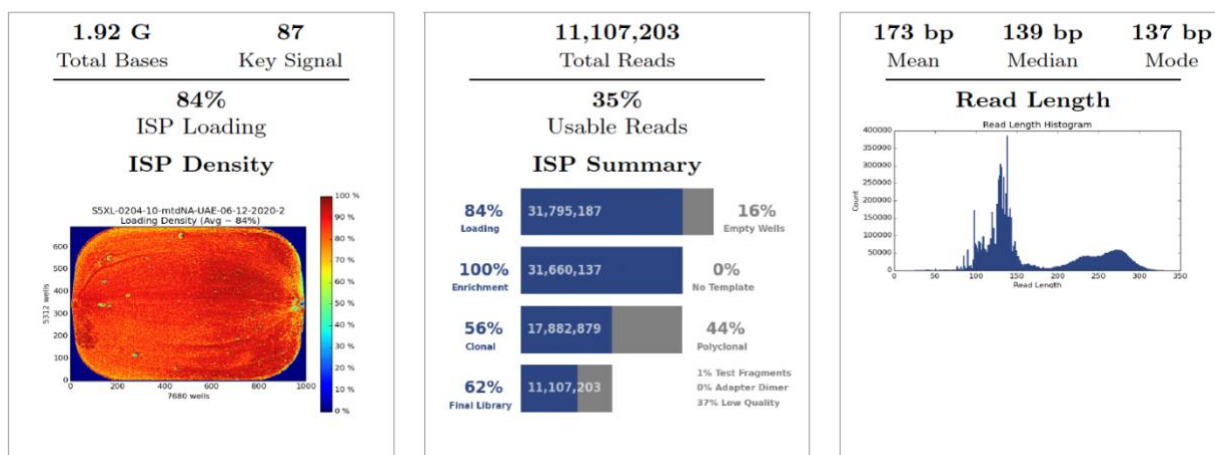 1.92 G 87
Total Bases Key Signal
84%
ISP Loading
ISP Density
S5XL-0204-10-mtdNA-UAE-06-12-2020-2
Loading Density (Avg ~ 84%)
100 %
90 %
80 %
70 %
60 %
50 %
40 %
30 %
20 %
10 %
0 %
600
500
400
300
200
100
0
5312 wells
0 200 400 600 800 1000
7680 wells
11,107,203
Total Reads
35%
Usable Reads
ISP Summary
84% 31,795,187 16%
Loading Empty Wells
100% 31,660,137 0%
Enrichment No Template
56% 17,882,879 44%
Clonal Polyclonal
62% 11,107,203
Final Library
1% Test Fragments
0% Adapter Dimer
37% Low Quality
173 bp 139 bp 137 bp
Mean Median Mode
Read Length
Read Length Histogram
400000
350000
300000
250000
200000
150000
100000
50000
0
Count
0 50 100 150 200 250 300 350
Read Length